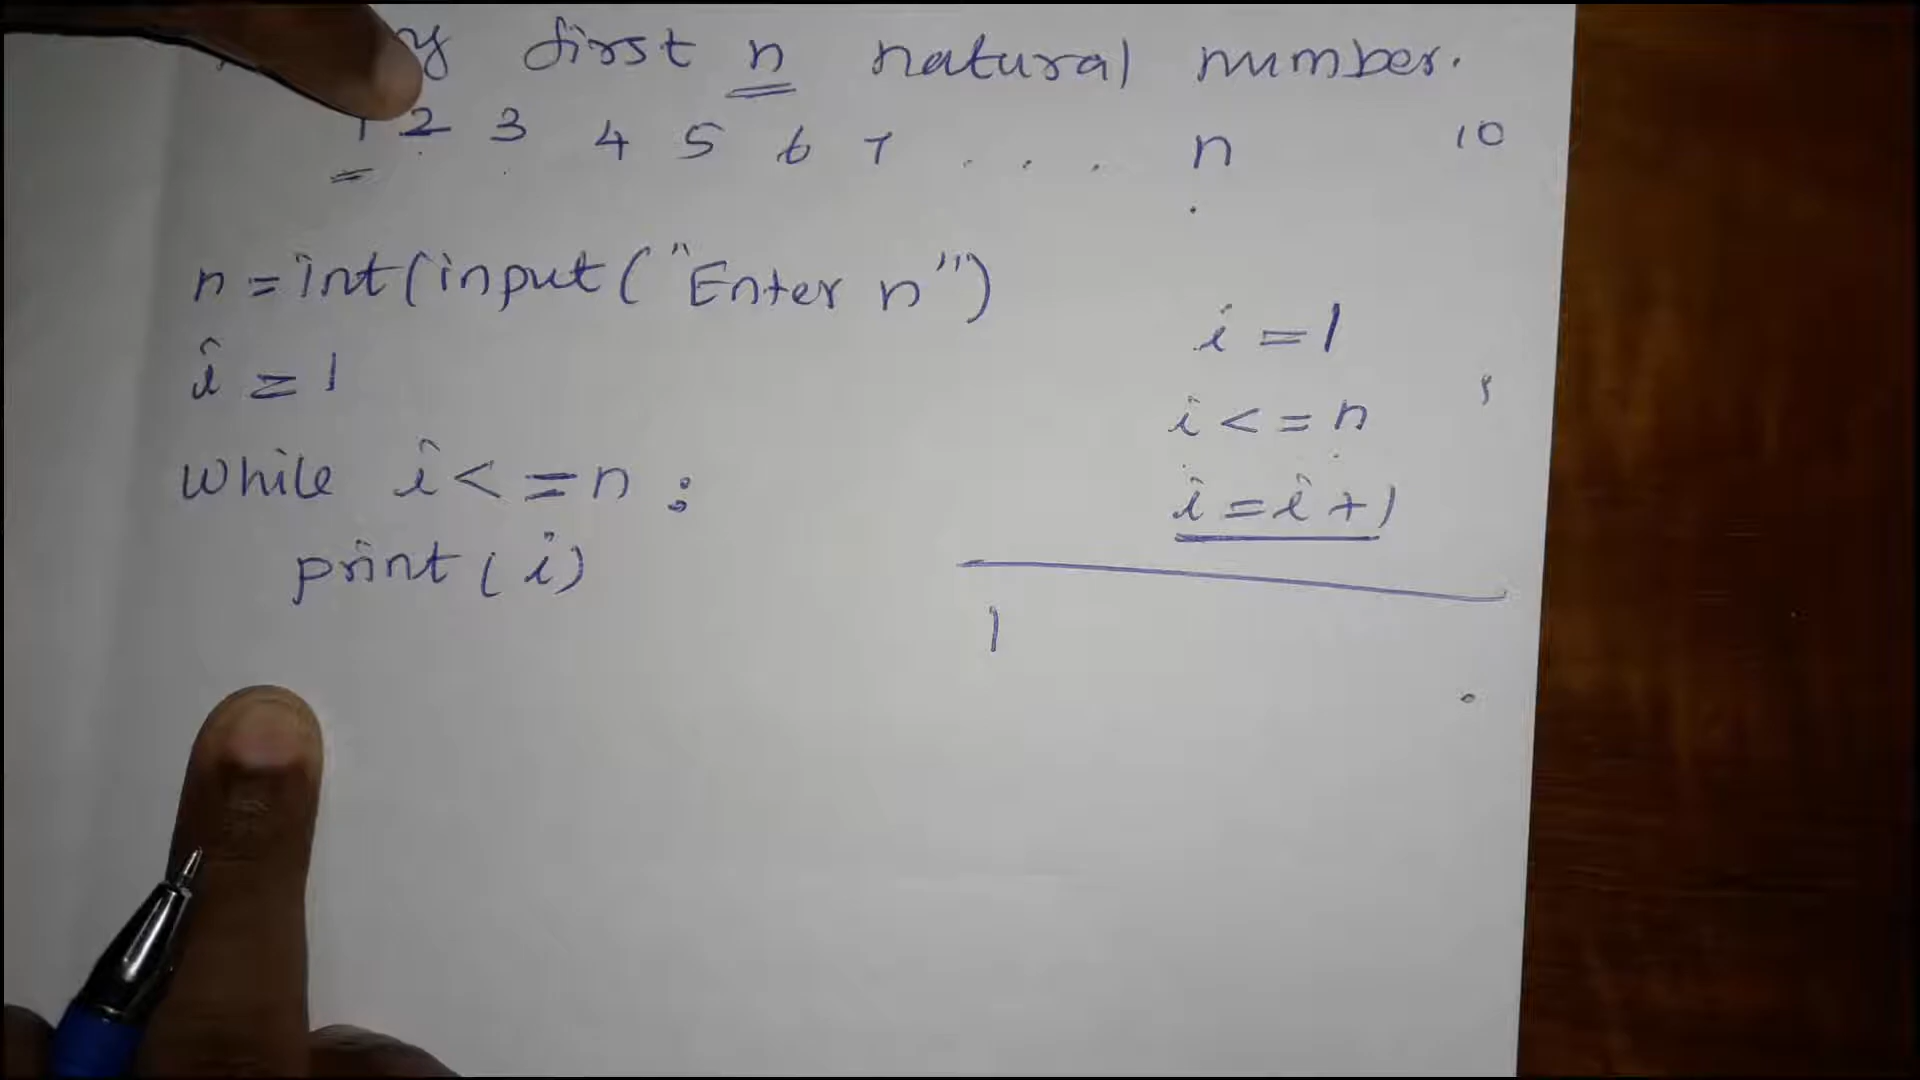 first n natural number.
1 2 3 4 5 6 7 . . . n 10
n = int(input("Enter n"")
i = 1
while i <= n :
print(i)
i = 1
i <= n
i = i + 1
1